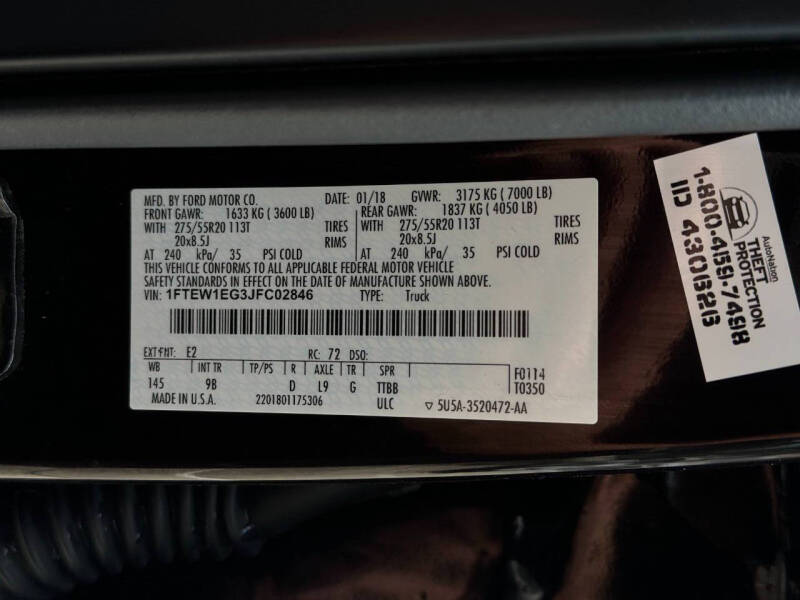 MFD. BY FORD MOTOR CO. DATE: 01/18 GVWR: 3175 KG ( 7000 LB)
FRONT GAWR: 1633 KG ( 3600 LB) REAR GAWR: 1837 KG ( 4050 LB)
WITH 275/55R20 113T TIRES WITH 275/55R20 113T TIRES
20x8.5J RIMS 20x8.5J RIMS
AT 240 kPa/ 35 PSI COLD AT 240 kPa/ 35 PSI COLD
THIS VEHICLE CONFORMS TO ALL APPLICABLE FEDERAL MOTOR VEHICLE
SAFETY STANDARDS IN EFFECT ON THE DATE OF MANUFACTURE SHOWN ABOVE.
VIN: 1FTEW1EG3JFC02846 TYPE: Truck
EXT PNT: E2 RC: 72 DSO:
WB INT TR TP/PS R AXLE TR SPR F0114
145 9B D L9 G TTBB T0350
MADE IN U.S.A. 2201801175306 ULC ▽ 5U5A-3520472-AA
AutoNation
THEFT
PROTECTION
1-800-459-7498
ID 430626